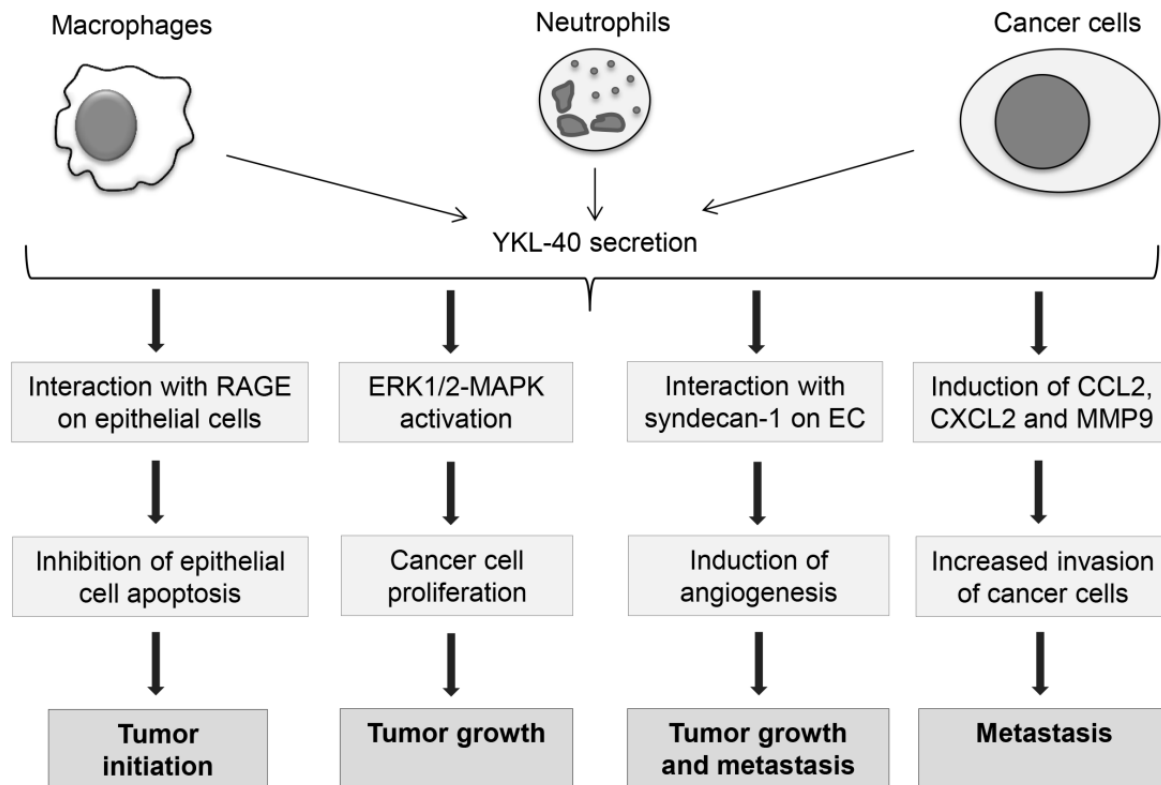 Macrophages
Neutrophils
Cancer cells
YKL-40 secretion
Interaction with RAGE
on epithelial cells
ERK1/2-MAPK
activation
Interaction with
syndecan-1 on EC
Induction of CCL2,
CXCL2 and MMP9
Inhibition of epithelial
cell apoptosis
Cancer cell
proliferation
Induction of
angiogenesis
Increased invasion
of cancer cells
Tumor
initiation
Tumor growth
Tumor growth
and metastasis
Metastasis